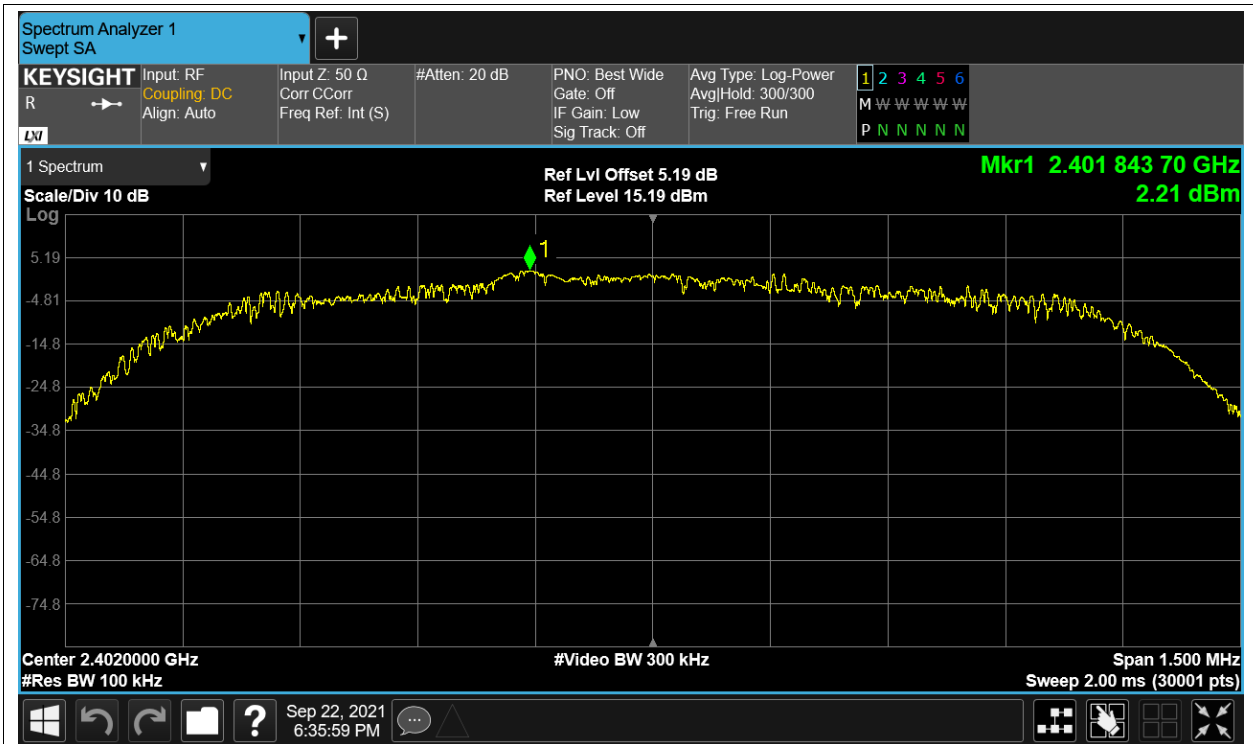 Spectrum Analyzer 1
Swept SA
KEYSIGHT
R
LXI
Input: RF
Coupling: DC
Align: Auto
Input Z: 50 Ω
Corr CCorr
Freq Ref: Int (S)
#Atten: 20 dB
PNO: Best Wide
Gate: Off
IF Gain: Low
Sig Track: Off
Avg Type: Log-Power
Avg|Hold: 300/300
Trig: Free Run
1 2 3 4 5 6
M W W W W W W
P N N N N N
1 Spectrum
Scale/Div 10 dB
Ref Lvl Offset 5.19 dB
Ref Level 15.19 dBm
Mkr1 2.401 843 70 GHz
2.21 dBm
Log
1
5.19
-4.81
-14.8
-24.8
-34.8
-44.8
-54.8
-64.8
-74.8
Center 2.4020000 GHz
#Video BW 300 kHz
Span 1.500 MHz
#Res BW 100 kHz
Sweep 2.00 ms (30001 pts)
?
Sep 22, 2021
6:35:59 PM